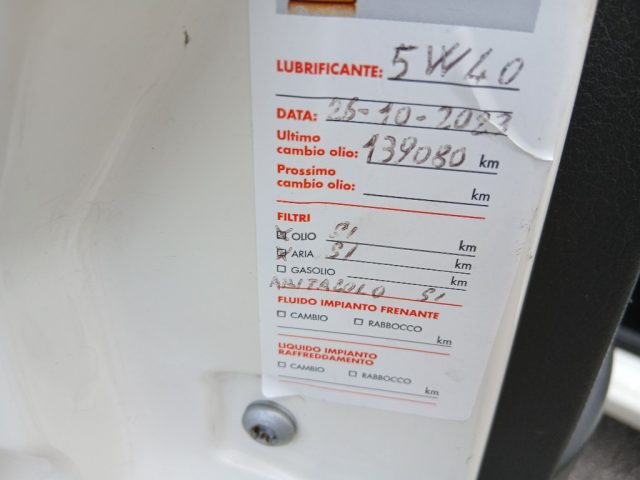 LUBRIFICANTE: 5W40
DATA: 26-10-2023
Ultimo
cambio olio: 139080 km
Prossimo
cambio olio: km
FILTRI
OLIO SI km
ARIA SI km
GASOLIO km
ABITACOLO SI
FLUIDO IMPIANTO FRENANTE
CAMBIO RABBOCCO
km
LIQUIDO IMPIANTO
RAFFREDDAMENTO
CAMBIO RABBOCCO
km